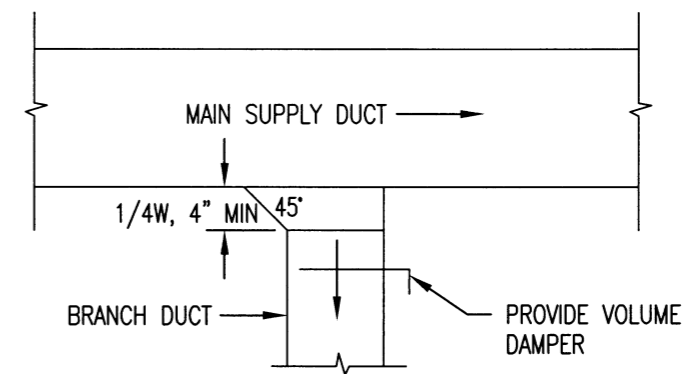 MAIN SUPPLY DUCT
1/4W, 4" MIN
45°
BRANCH DUCT
PROVIDE VOLUME
DAMPER